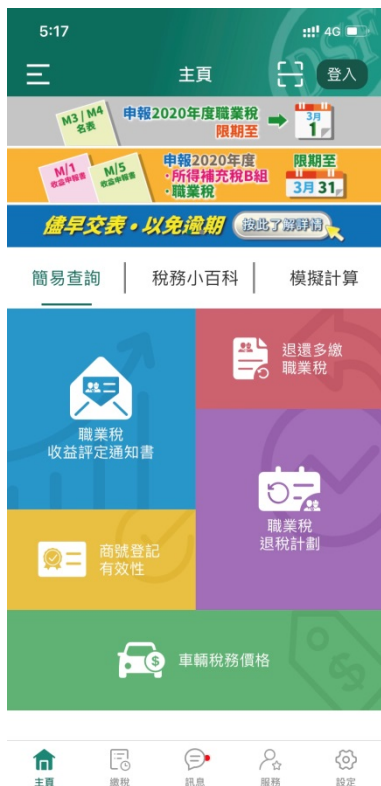 5:17
4G
DSF
主頁
登入
M3 / M4
名表
申報2020年度職業稅
限期至
3月
1
M/1
收益申報書
M/5
收益申報書
申報2020年度
·所得補充稅B組
·職業稅
限期至
3月 31
儘早交表·以免逾期
按此了解詳情
簡易查詢
稅務小百科
模擬計算
退還多繳
職業稅
職業稅
收益評定通知書
職業稅
退稅計劃
商號登記
有效性
車輛稅務價格
主頁
繳稅
訊息
服務
設定